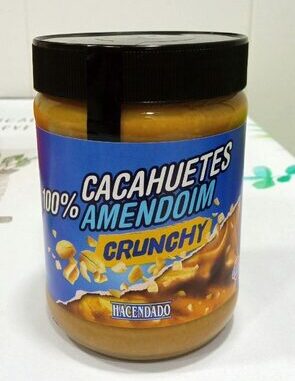 100%
CACAHUETES
AMENDOIM
CRUNCHY
HACENDADO